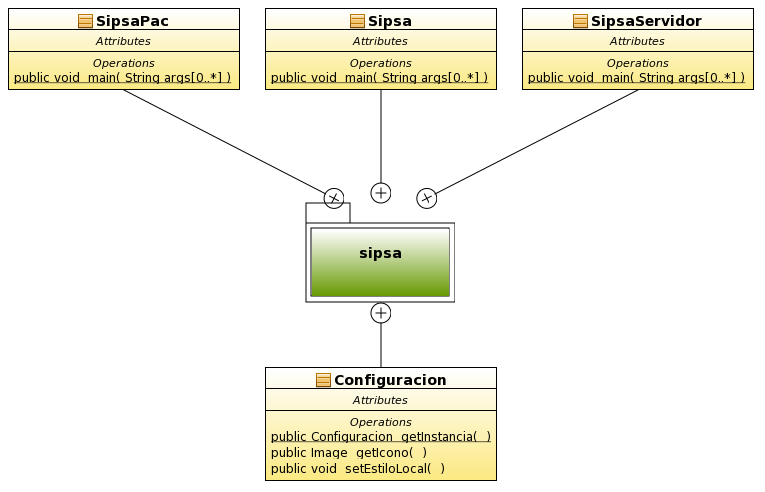 SipsaPac
Attributes
Operations
public void  main( String args[0..*] )
Sipsa
Attributes
Operations
public void  main( String args[0..*] )
SipsaServidor
Attributes
Operations
public void  main( String args[0..*] )
sipsa
Configuracion
Attributes
Operations
public Configuracion  getInstancia(  )
public Image  getIcono(  )
public void  setEstiloLocal(  )